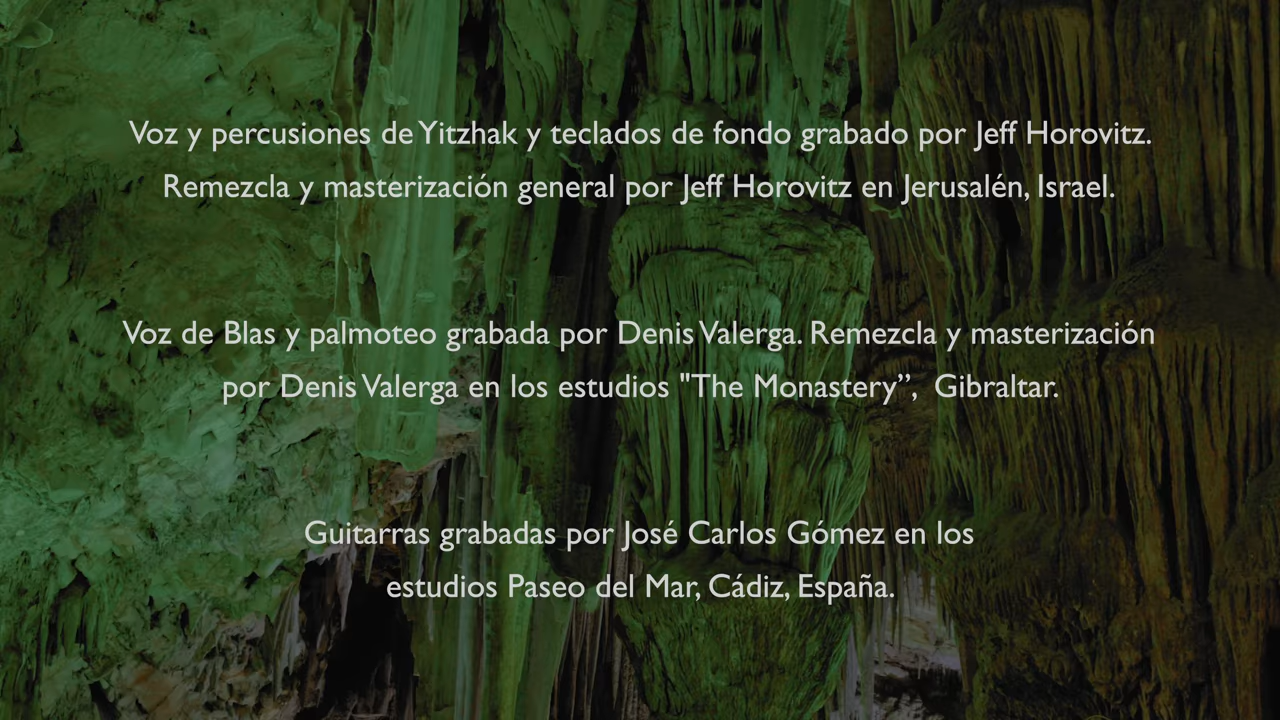 Voz y percusiones de Yitzhak y teclados de fondo grabado por Jeff Horovitz.
Remezcla y masterización general por Jeff Horovitz en Jerusalén, Israel.
Voz de Blas y palmoteo grabada por Denis Valerga. Remezcla y masterización
por Denis Valerga en los estudios "The Monastery”, Gibraltar.
Guitarras grabadas por José Carlos Gómez en los
estudios Paseo del Mar, Cádiz, España.